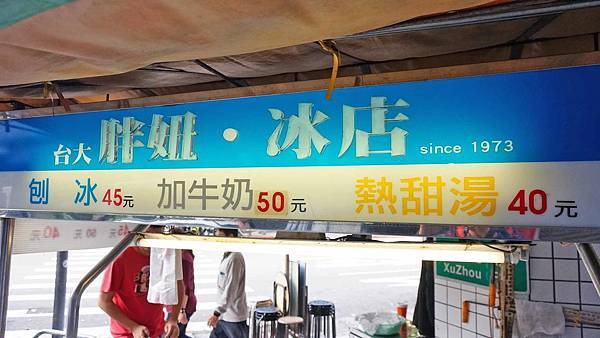 台大 胖妞·冰店 since 1973
刨 冰 45元 加牛奶 50元 熱甜湯 40元
XuZhou